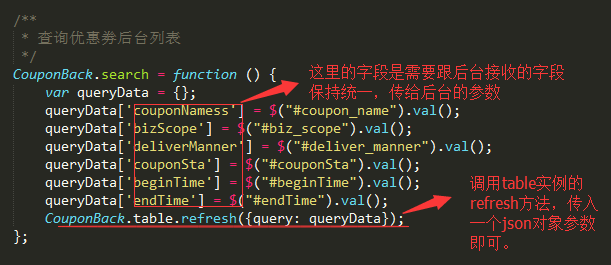 /**
 * 查询优惠劵后台列表
 */
CouponBack.search = function () {
这里的字段是需要跟后台接收的字段
保持统一，传给后台的参数
    var queryData = {};
    queryData['couponNamess'] = $("#coupon_name").val();
    queryData['bizScope'] = $("#biz_scope").val();
    queryData['deliverManner'] = $("#deliver_manner").val();
    queryData['couponSta'] = $("#couponSta").val();
    queryData['beginTime'] = $("#beginTime").val();
    queryData['endTime'] = $("#endTime").val();
    CouponBack.table.refresh({query: queryData});
};
调用table实例的
refresh方法，传入
一个json对象参数
即可。